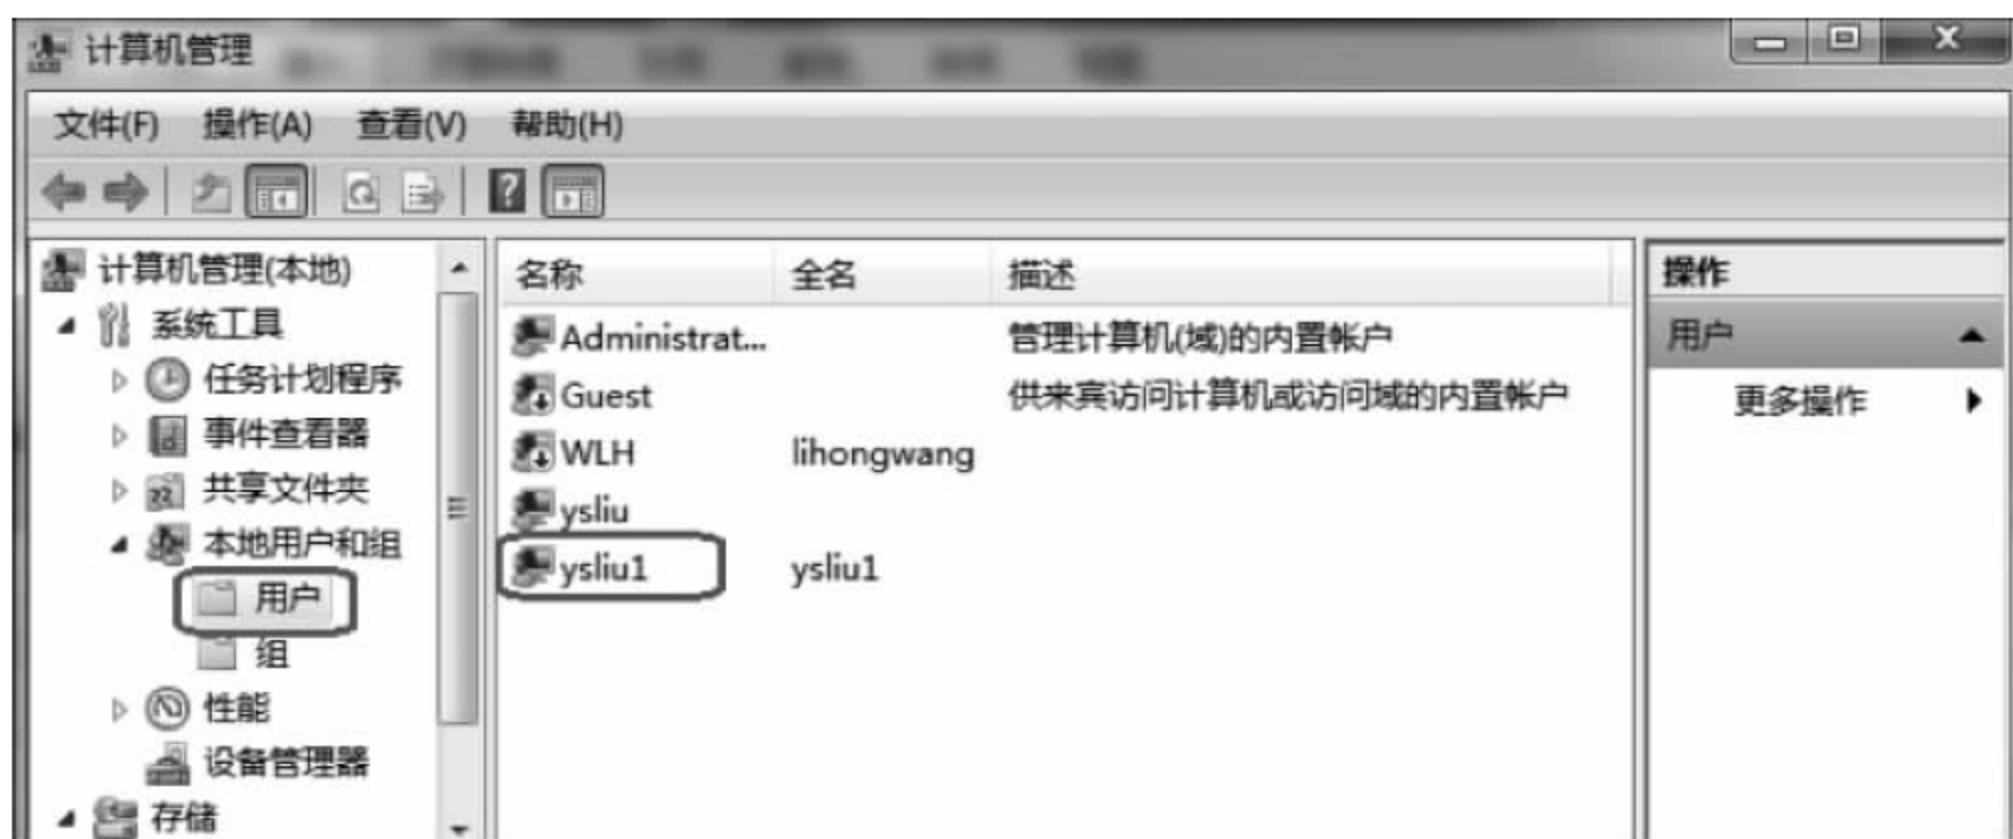 计算机管理
文件(F) 操作(A) 查看(V) 帮助(H)
计算机管理(本地)
系统工具
任务计划程序
事件查看器
共享文件夹
本地用户和组
用户
组
性能
设备管理器
存储
名称 全名 描述
Administrat... 管理计算机(域)的内置帐户
Guest 供来宾访问计算机或访问域的内置帐户
WLH lihongwang
ysliu
ysliu1 ysliu1
操作
用户
更多操作